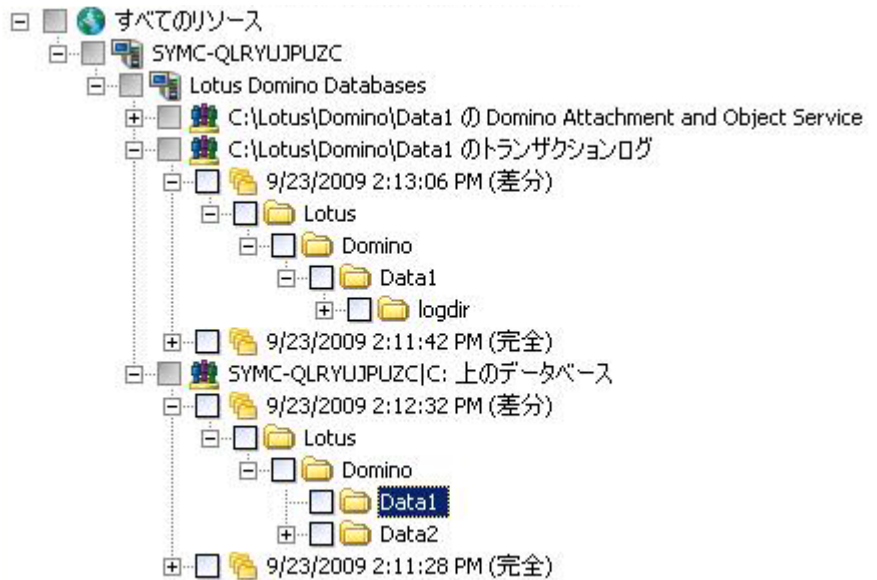 すべてのリソース
SYMC-QLRYUJPUZC
Lotus Domino Databases
C:\Lotus\Domino\Data1 の Domino Attachment and Object Service
C:\Lotus\Domino\Data1 のトランザクションログ
9/23/2009 2:13:06 PM (差分)
Lotus
Domino
Data1
logdir
9/23/2009 2:11:42 PM (完全)
SYMC-QLRYUJPUZC|C: 上のデータベース
9/23/2009 2:12:32 PM (差分)
Lotus
Domino
Data1
Data2
9/23/2009 2:11:28 PM (完全)